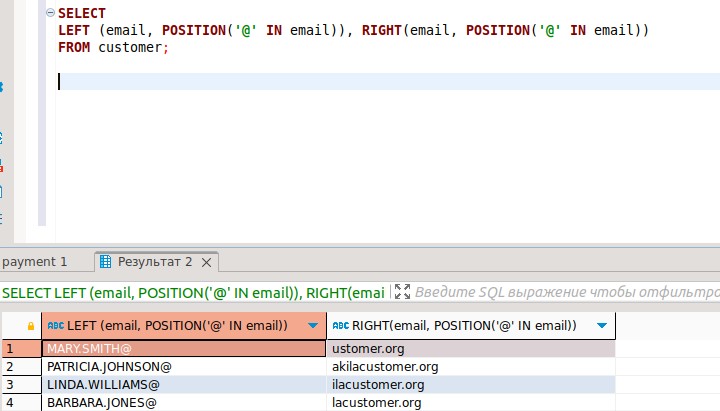 SELECT
LEFT (email, POSITION('@' IN email)), RIGHT(email, POSITION('@' IN email))
FROM customer;
payment 1 Результат 2
SELECT LEFT (email, POSITION('@' IN email)), RIGHT(emai Введите SQL выражение чтобы отфильтро
ABC LEFT (email, POSITION('@' IN email)) ABC RIGHT(email, POSITION('@' IN email))
1 MARY.SMITH@ ustomer.org
2 PATRICIA.JOHNSON@ akilacustomer.org
3 LINDA.WILLIAMS@ ilacustomer.org
4 BARBARA.JONES@ lacustomer.org